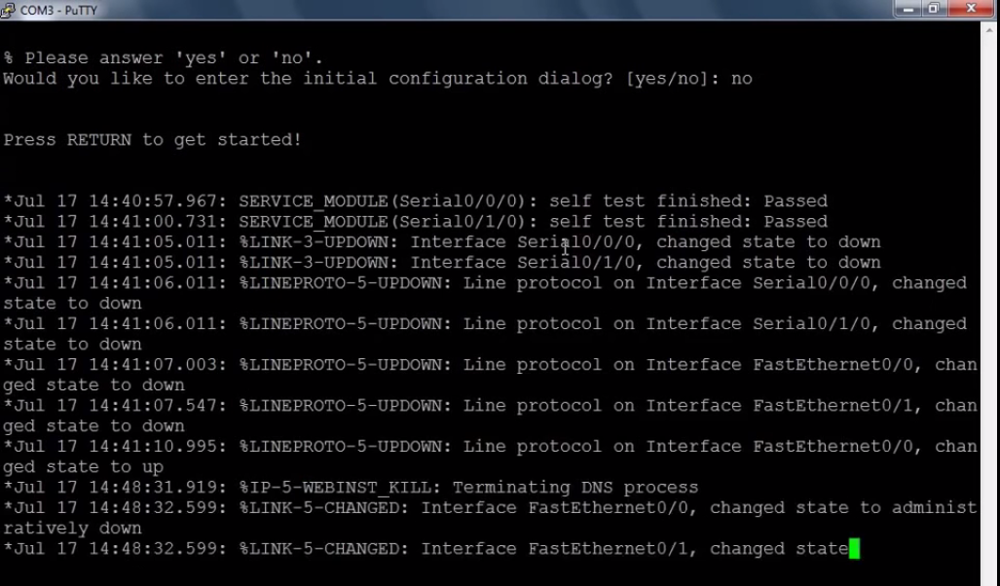 COM3 - PuTTY
% Please answer 'yes' or 'no'.
Would you like to enter the initial configuration dialog? [yes/no]: no
Press RETURN to get started!
*Jul 17 14:40:57.967: SERVICE_MODULE(Serial0/0/0): self test finished: Passed
*Jul 17 14:41:00.731: SERVICE_MODULE(Serial0/1/0): self test finished: Passed
*Jul 17 14:41:05.011: %LINK-3-UPDOWN: Interface Serial0/0/0, changed state to down
*Jul 17 14:41:05.011: %LINK-3-UPDOWN: Interface Serial0/1/0, changed state to down
*Jul 17 14:41:06.011: %LINEPROTO-5-UPDOWN: Line protocol on Interface Serial0/0/0, changed
state to down
*Jul 17 14:41:06.011: %LINEPROTO-5-UPDOWN: Line protocol on Interface Serial0/1/0, changed
state to down
*Jul 17 14:41:07.003: %LINEPROTO-5-UPDOWN: Line protocol on Interface FastEthernet0/0, chan
ged state to down
*Jul 17 14:41:07.547: %LINEPROTO-5-UPDOWN: Line protocol on Interface FastEthernet0/1, chan
ged state to down
*Jul 17 14:41:10.995: %LINEPROTO-5-UPDOWN: Line protocol on Interface FastEthernet0/0, chan
ged state to up
*Jul 17 14:48:31.919: %IP-5-WEBINST_KILL: Terminating DNS process
*Jul 17 14:48:32.599: %LINK-5-CHANGED: Interface FastEthernet0/0, changed state to administ
ratively down
*Jul 17 14:48:32.599: %LINK-5-CHANGED: Interface FastEthernet0/1, changed state